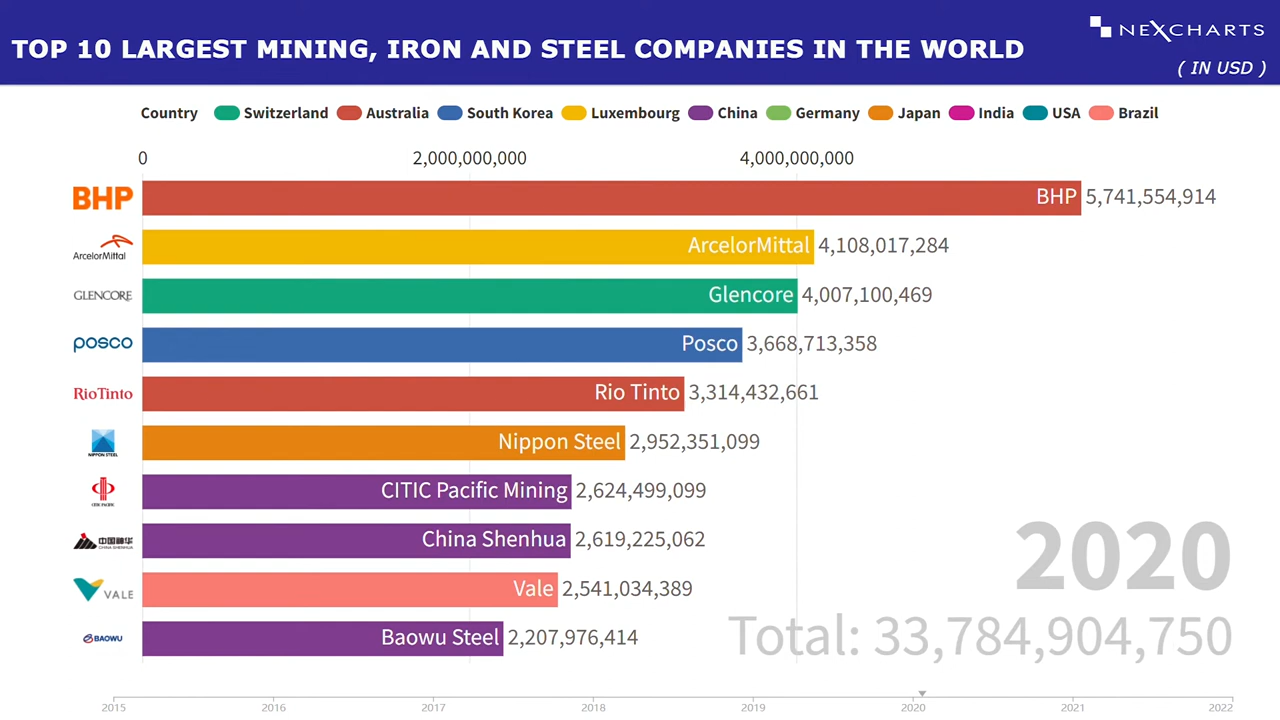 TOP 10 LARGEST MINING, IRON AND STEEL COMPANIES IN THE WORLD
NEXCHARTS
( IN USD )
Country Switzerland Australia South Korea Luxembourg China Germany Japan India USA Brazil
0 2,000,000,000 4,000,000,000
BHP BHP 5,741,554,914
ArcelorMittal ArcelorMittal 4,108,017,284
GLENCORE Glencore 4,007,100,469
posco Posco 3,668,713,358
RioTinto Rio Tinto 3,314,432,661
NIPPON STEEL Nippon Steel 2,952,351,099
CITIC PACIFIC CITIC Pacific Mining 2,624,499,099
中国神华
CHINA SHENHUA China Shenhua 2,619,225,062
VALE Vale 2,541,034,389
BAOWU Baowu Steel 2,207,976,414
2020
Total: 33,784,904,750
2015 2016 2017 2018 2019 2020 2021 2022